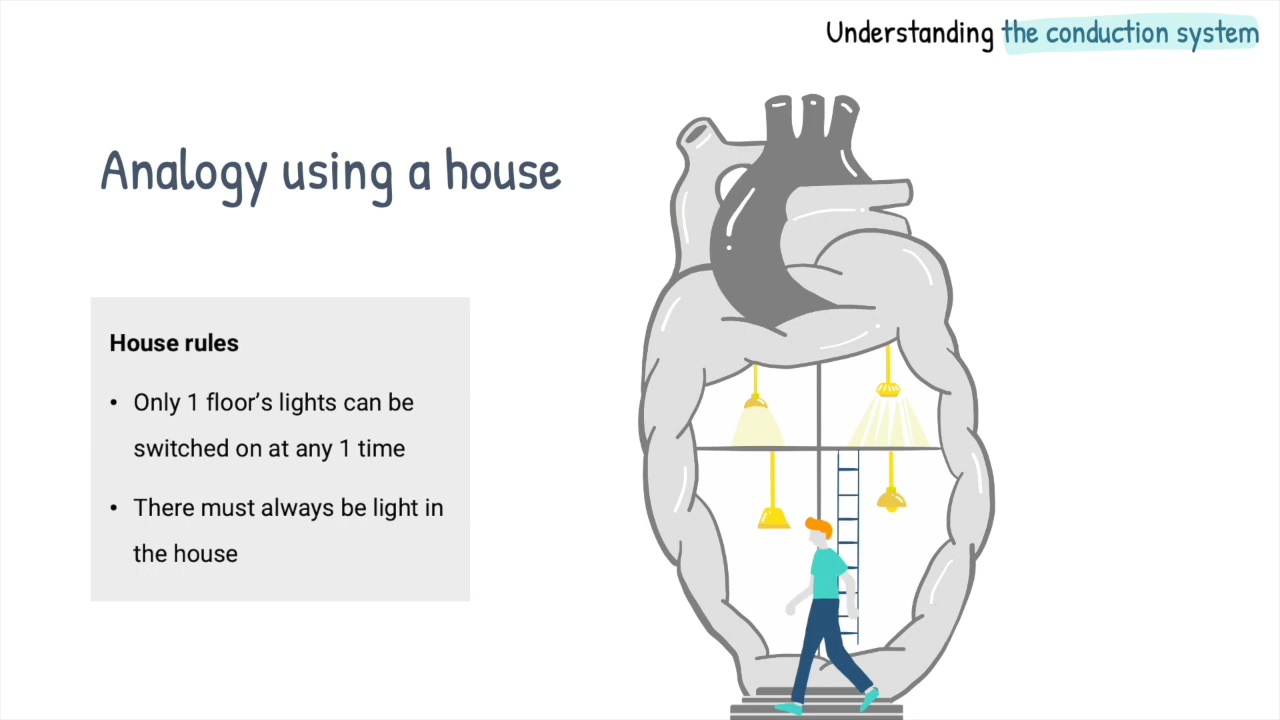 Understanding the conduction system
Analogy using a house
House rules
• Only 1 floor’s lights can be
switched on at any 1 time
• There must always be light in
the house